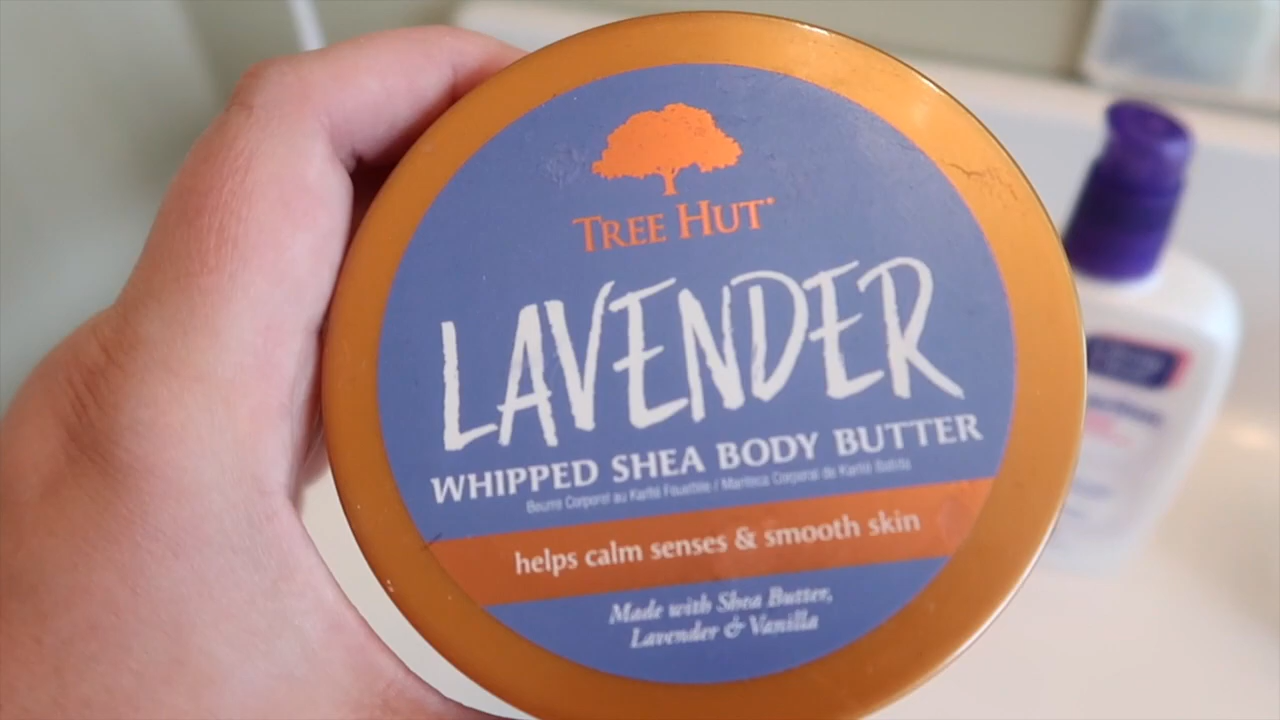 TREE HUT®
LAVENDER
WHIPPED SHEA BODY BUTTER
Beurre Corporel au Karité Fouettée / Manteca Corporal de Karité Batida
helps calm senses & smooth skin
Made with Shea Butter,
Lavender & Vanilla